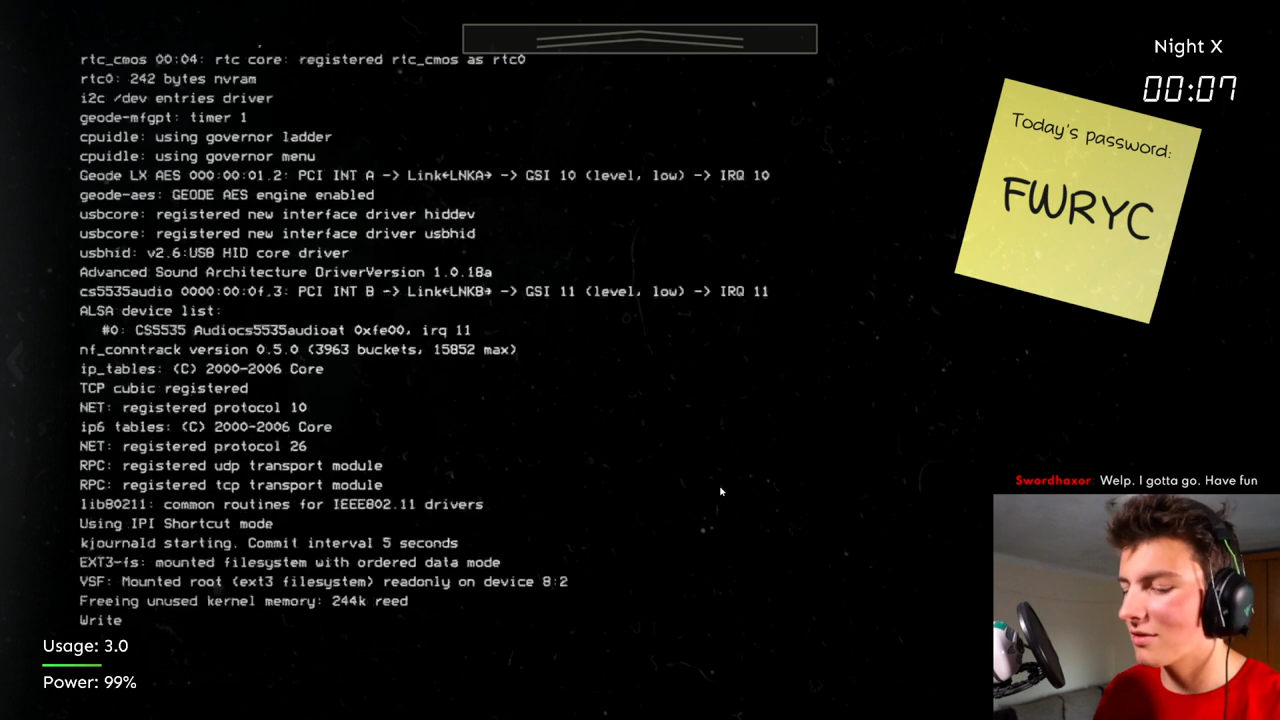 rtc_cmos 00:04: rtc core: registered rtc_cmos as rtc0
rtc0: 242 bytes nvram
i2c /dev entries driver
geode-mfgpt: timer 1
cpuidle: using governor ladder
cpuidle: using governor menu
Geode LX AES 000:00:01.2: PCI INT A -> Link←LNKA→ -> GSI 10 (level, low) -> IRQ 10
geode-aes: GEODE AES engine enabled
usbcore: registered new interface driver hiddev
usbcore: registered new interface driver usbhid
usbhid: v2.6:USB HID core driver
Advanced Sound Architecture DriverVersion 1.0.18a
cs5535audio 0000:00:0f.3: PCI INT B -> Link←LNKB→ -> GSI 11 (level, low) -> IRQ 11
ALSA device list:
#0: CS5535 Audiocs5535audioat 0xfe00, irq 11
nf_conntrack version 0.5.0 (3963 buckets, 15852 max)
ip_tables: (C) 2000-2006 Core
TCP cubic registered
NET: registered protocol 10
ip6 tables: (C) 2000-2006 Core
NET: registered protocol 26
RPC: registered udp transport module
RPC: registered tcp transport module
lib80211: common routines for IEEE802.11 drivers
Using IPI Shortcut mode
kjournald starting. Commit interval 5 seconds
EXT3-fs: mounted filesystem with ordered data mode
VSF: Mounted root (ext3 filesystem) readonly on device 8:2
Freeing unused kernel memory: 244k reed
Write
Usage: 3.0
Power: 99%
Night X
00:07
Today's password:
FWRYC
Swordhaxor: Welp. I gotta go. Have fun